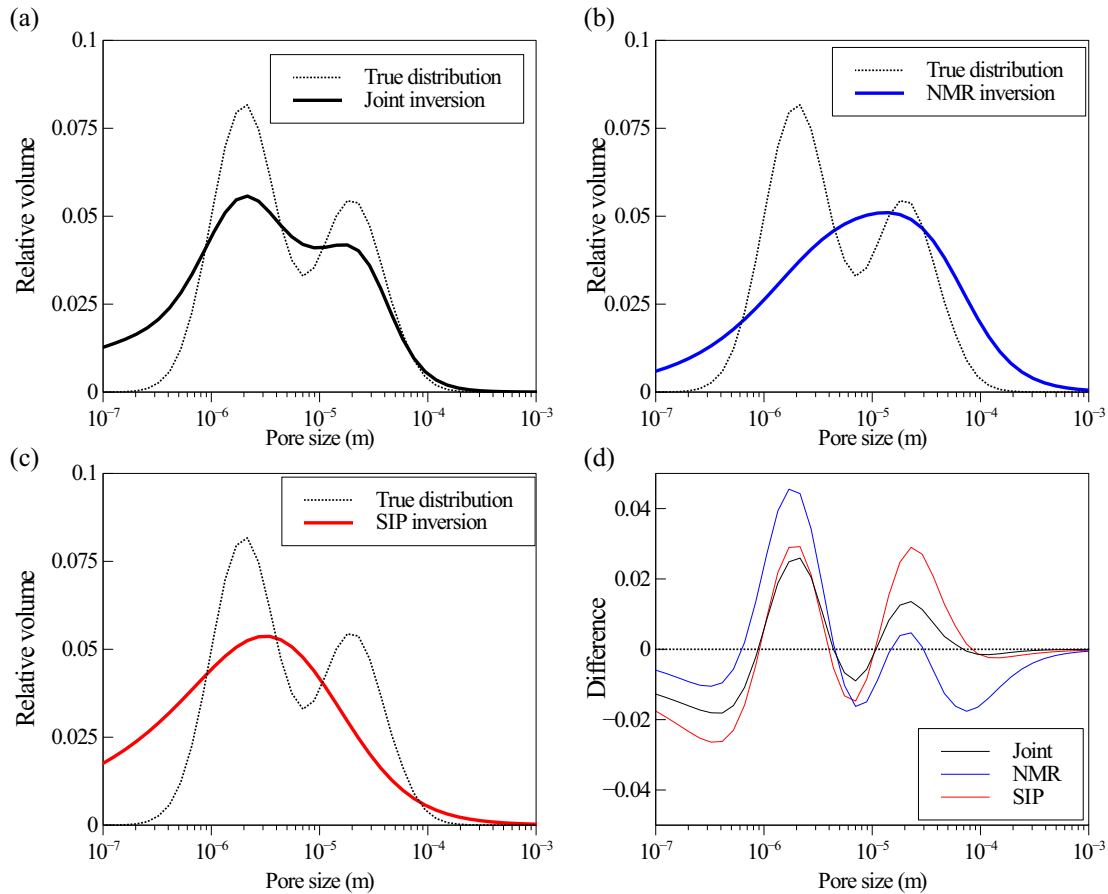 (a)
0.1
0.075
0.05
0.025
0
Relative volume
True distribution
Joint inversion
10⁻⁷ 10⁻⁶ 10⁻⁵ 10⁻⁴ 10⁻³
Pore size (m)
(b)
0.1
0.075
0.05
0.025
0
Relative volume
True distribution
NMR inversion
10⁻⁷ 10⁻⁶ 10⁻⁵ 10⁻⁴ 10⁻³
Pore size (m)
(c)
0.1
0.075
0.05
0.025
0
Relative volume
True distribution
SIP inversion
10⁻⁷ 10⁻⁶ 10⁻⁵ 10⁻⁴ 10⁻³
Pore size (m)
(d)
0.04
0.02
0
−0.02
−0.04
Difference
Joint
NMR
SIP
10⁻⁷ 10⁻⁶ 10⁻⁵ 10⁻⁴ 10⁻³
Pore size (m)